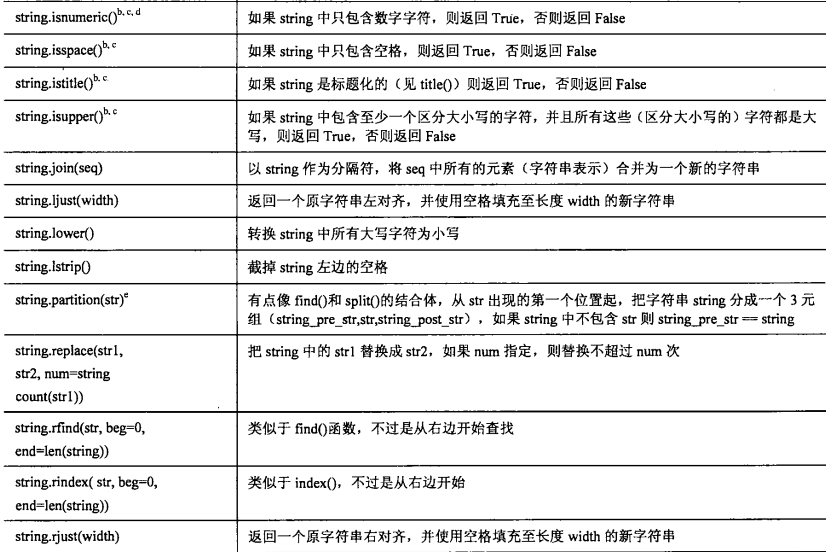 string.isnumeric()b, c, d 如果 string 中只包含数字字符，则返回 True，否则返回 False
string.isspace()b, c 如果 string 中只包含空格，则返回 True，否则返回 False
string.istitle()b, c 如果 string 是标题化的（见 title()）则返回 True，否则返回 False
string.isupper()b, c 如果 string 中包含至少一个区分大小写的字符，并且所有这些（区分大小写的）字符都是大
写，则返回 True，否则返回 False
string.join(seq) 以 string 作为分隔符，将 seq 中所有的元素（字符串表示）合并为一个新的字符串
string.ljust(width) 返回一个原字符串左对齐，并使用空格填充至长度 width 的新字符串
string.lower() 转换 string 中所有大写字符为小写
string.lstrip() 截掉 string 左边的空格
string.partition(str)e 有点像 find()和 split()的结合体，从 str 出现的第一个位置起，把字符串 string 分成一个 3 元
组（string_pre_str,str,string_post_str），如果 string 中不包含 str 则 string_pre_str == string
string.replace(str1, 把 string 中的 str1 替换成 str2，如果 num 指定，则替换不超过 num 次
str2, num=string
count(str1))
string.rfind(str, beg=0, 类似于 find()函数，不过是从右边开始查找
end=len(string))
string.rindex( str, beg=0, 类似于 index()，不过是从右边开始
end=len(string))
string.rjust(width) 返回一个原字符串右对齐，并使用空格填充至长度 width 的新字符串